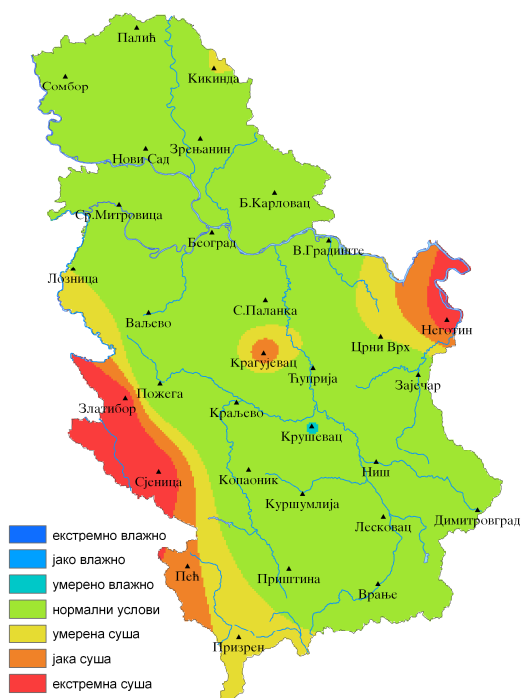 Палић
Кикинда
Сомбор
Зрењанин
Нови Сад
Б.Карловац
Ср.Митровица
Београд
В.Градиште
Лозница
С.Паланка
Ваљево
Неготин
Црни Врх
Крагујевац
Ћуприја
Зајечар
Пожега
Златибор
Краљево
Крушевац
Сјеница
Копаоник
Ниш
Куршумлија
Лесковац
Димитровград
Пећ
Приштина
Врање
Призрен
екстремно влажно
јако влажно
умерено влажно
нормални услови
умерена суша
јака суша
екстремна суша